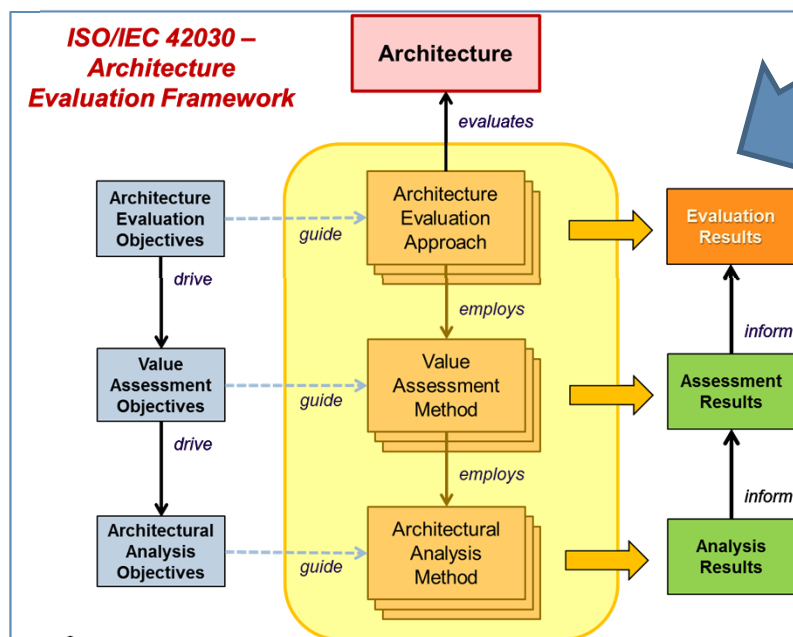 ISO/IEC 42030 –
Architecture
Evaluation Framework
Architecture
evaluates
Architecture
Evaluation
Objectives
guide
Architecture
Evaluation
Approach
Evaluation
Results
drive
employs
inform
Value
Assessment
Objectives
guide
Value
Assessment
Method
Assessment
Results
drive
employs
inform
Architectural
Analysis
Objectives
guide
Architectural
Analysis
Method
Analysis
Results